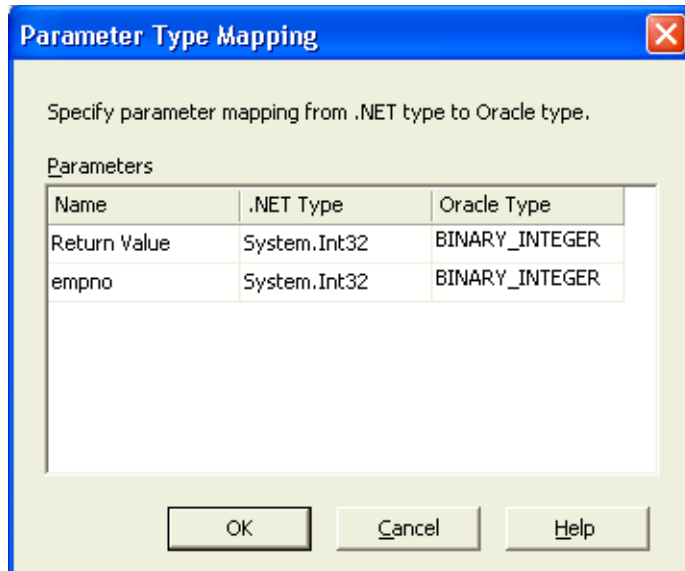 Parameter Type Mapping
Specify parameter mapping from .NET type to Oracle type.
Parameters
Name .NET Type Oracle Type
Return Value System.Int32 BINARY_INTEGER
empno System.Int32 BINARY_INTEGER
OK Cancel Help